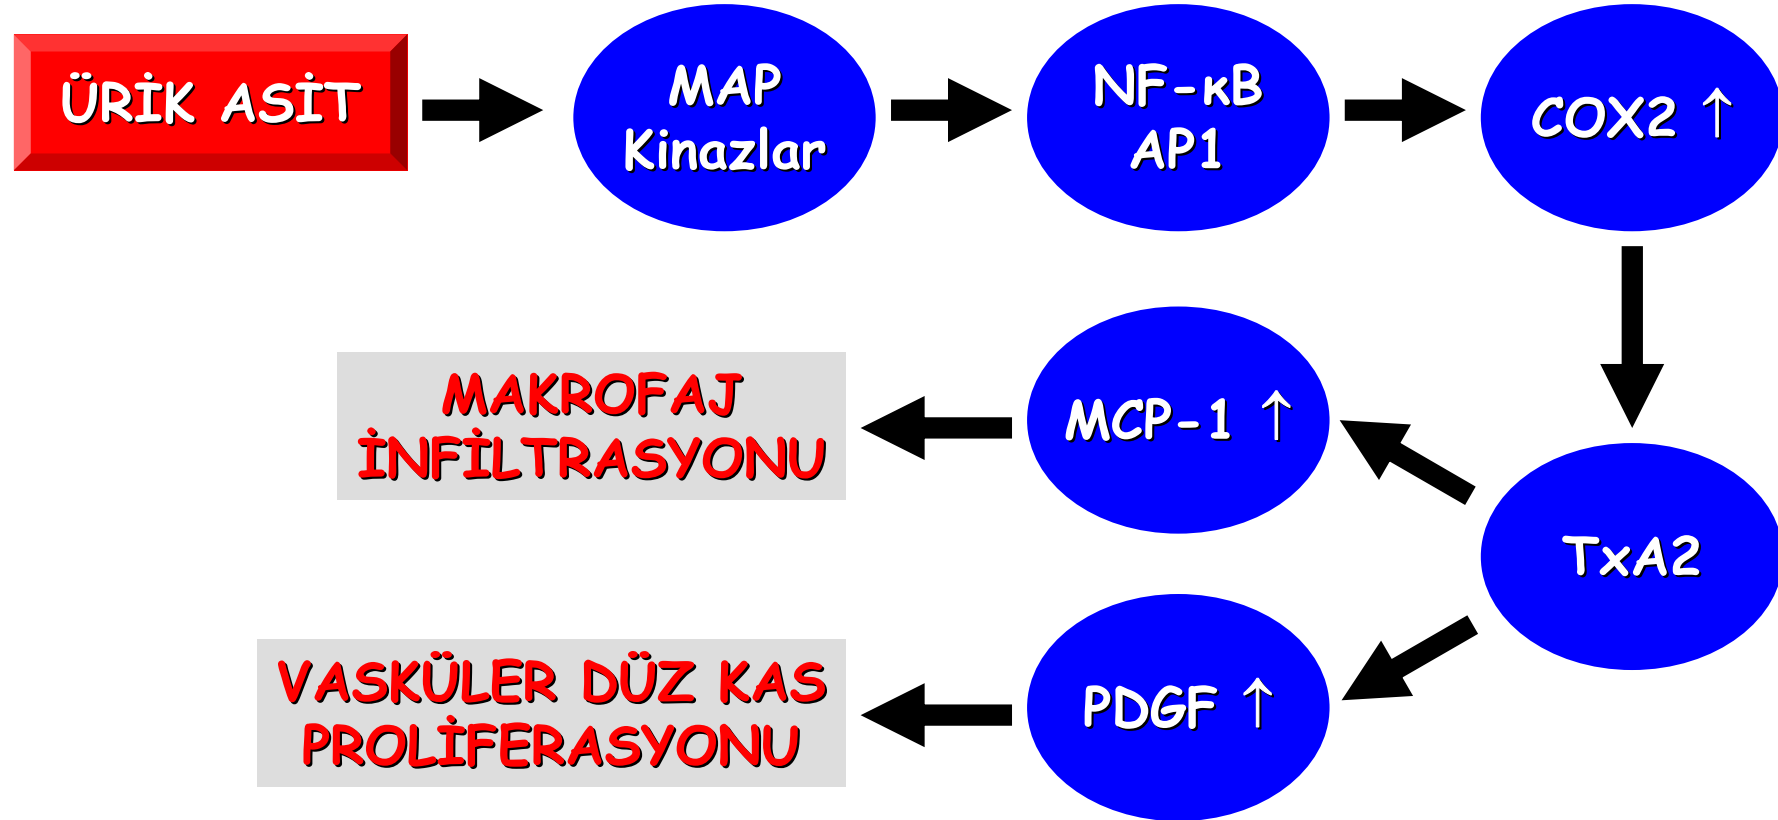 ÜRİK ASİT
MAP
Kinazlar
NF-κB
AP1
COX2 ↑
TxA2
MCP-1 ↑
MAKROFAJ
İNFİLTRASYONU
PDGF ↑
VASKÜLER DÜZ KAS
PROLİFERASYONU